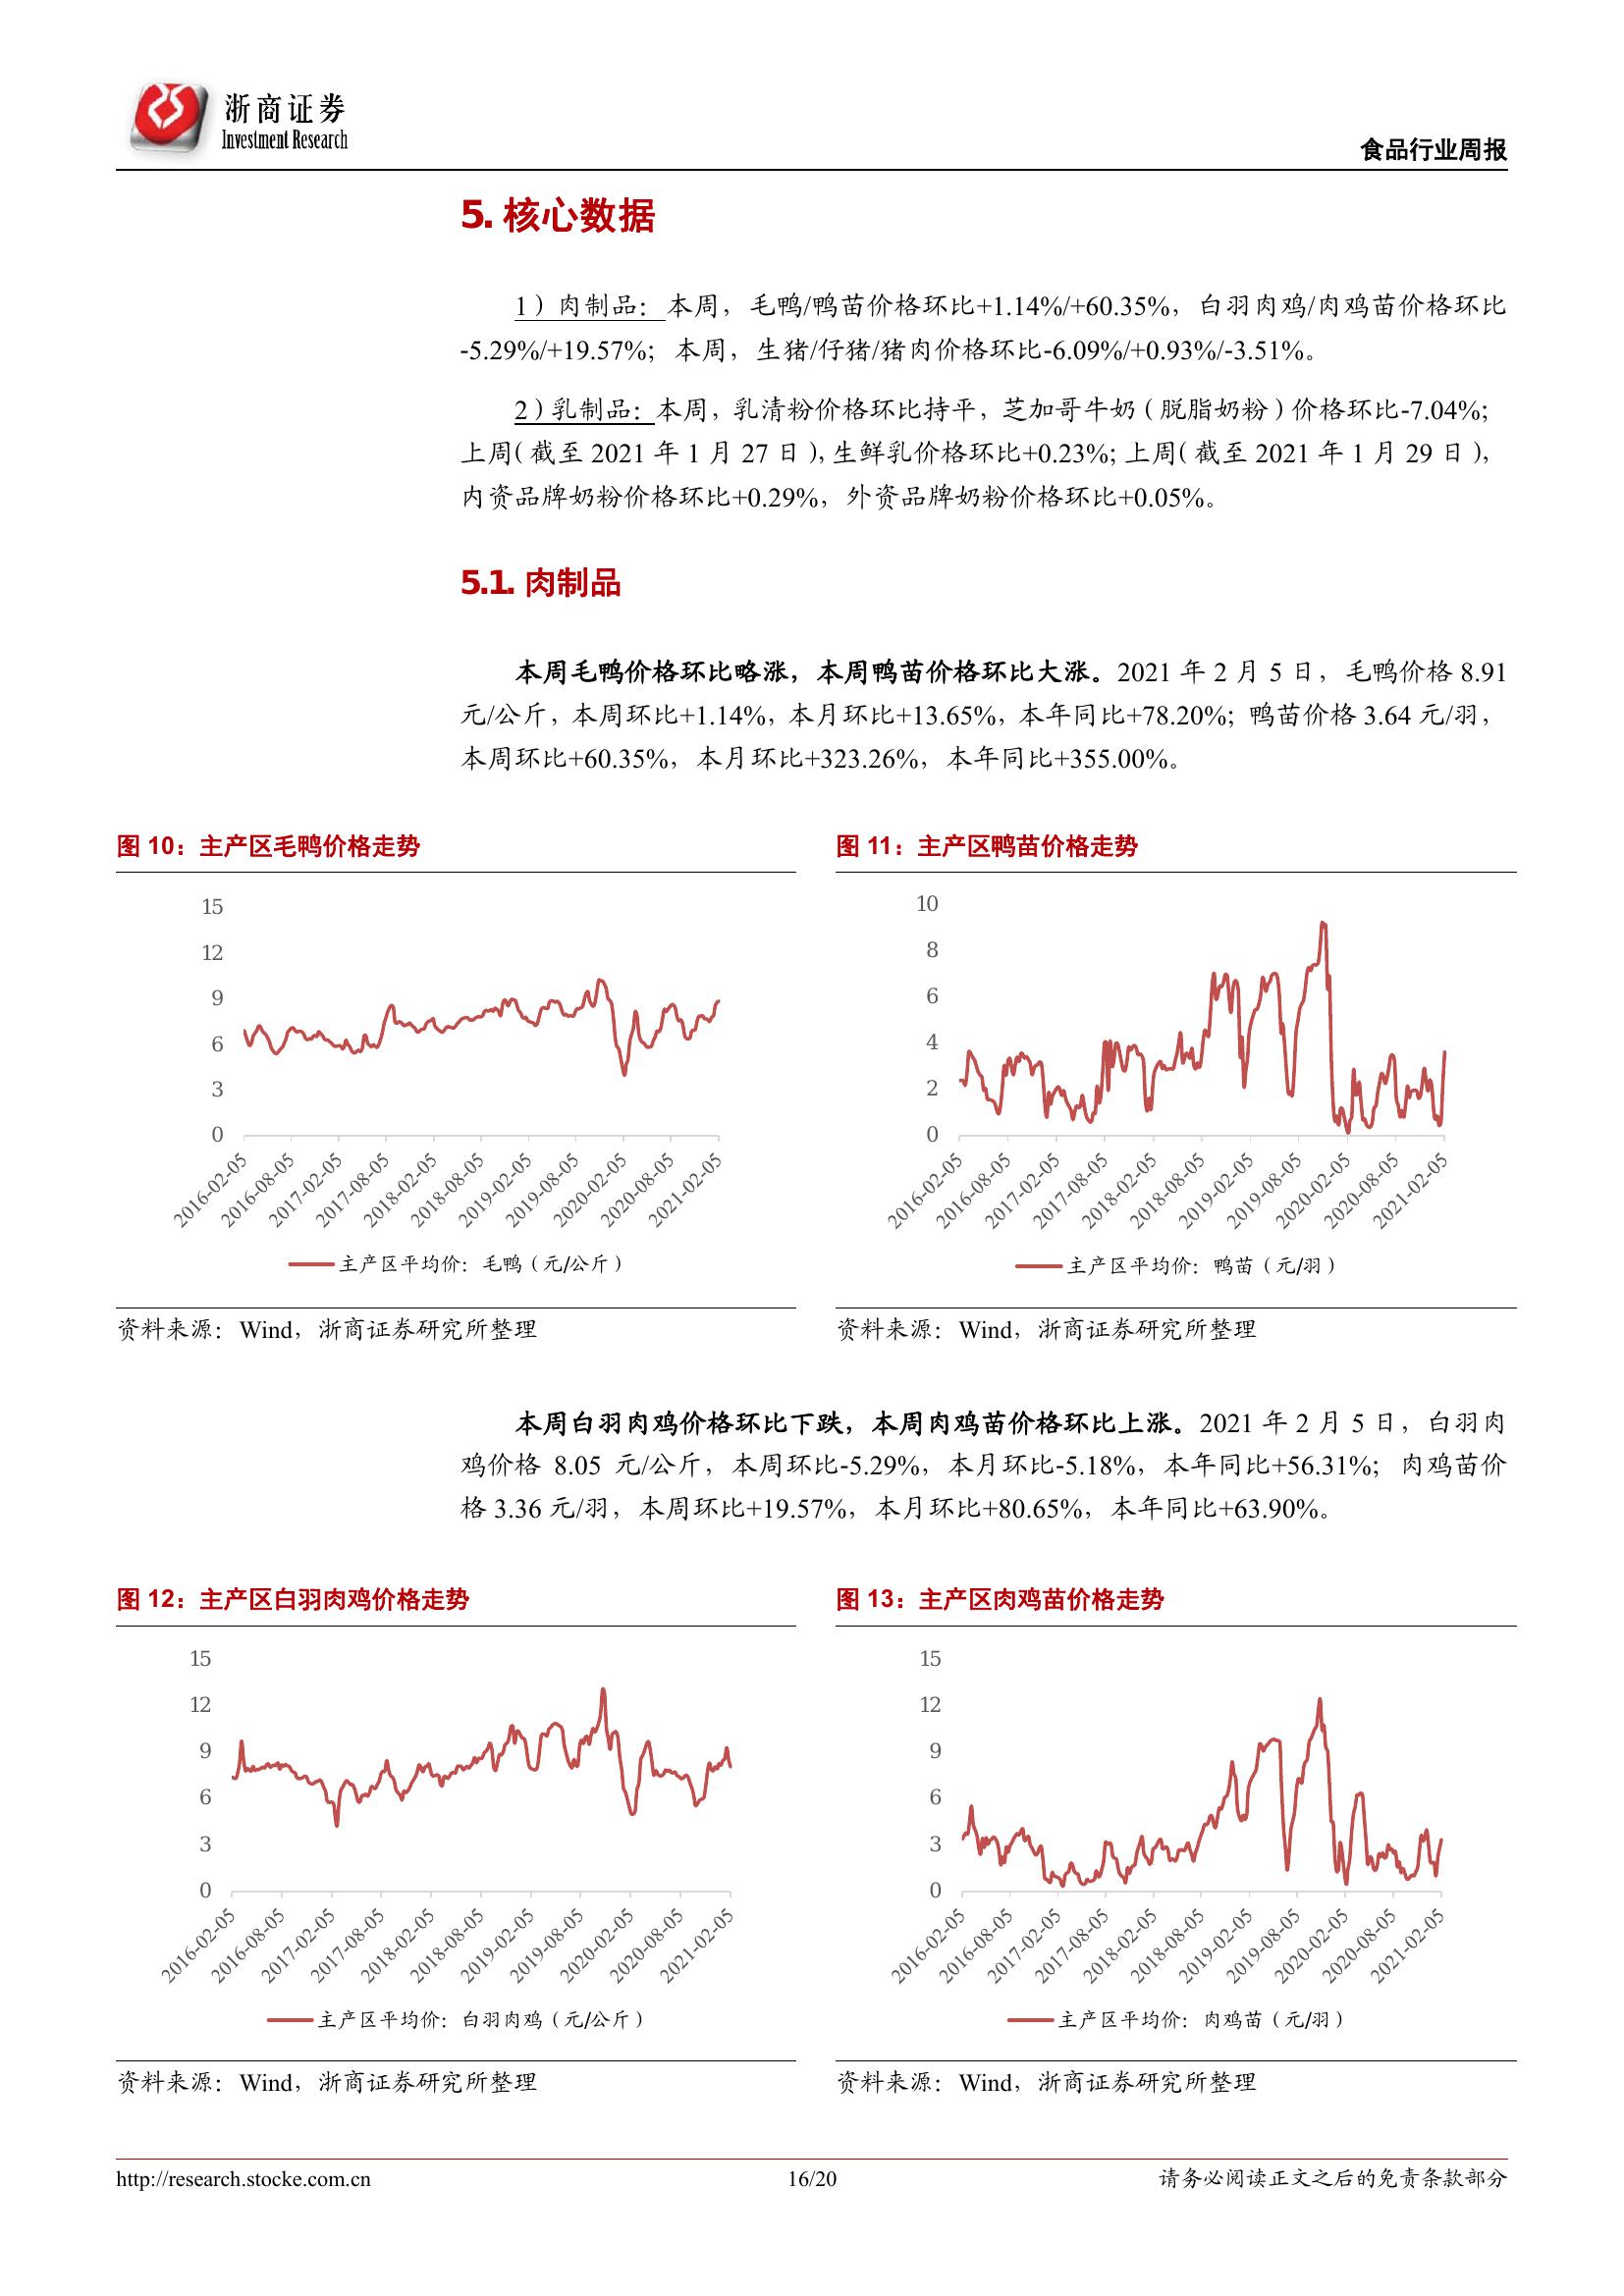 浙商证券
Investment Research
食品行业周报
5. 核心数据
1）肉制品：本周，毛鸭/鸭苗价格环比+1.14%/+60.35%，白羽肉鸡/肉鸡苗价格环比
-5.29%/+19.57%；本周，生猪/仔猪/猪肉价格环比-6.09%/+0.93%/-3.51%。
2）乳制品：本周，乳清粉价格环比持平，芝加哥牛奶（脱脂奶粉）价格环比-7.04%；
上周（截至 2021 年 1 月 27 日），生鲜乳价格环比+0.23%；上周（截至 2021 年 1 月 29 日），
内资品牌奶粉价格环比+0.29%，外资品牌奶粉价格环比+0.05%。
5.1. 肉制品
本周毛鸭价格环比略涨，本周鸭苗价格环比大涨。2021 年 2 月 5 日，毛鸭价格 8.91
元/公斤，本周环比+1.14%，本月环比+13.65%，本年同比+78.20%；鸭苗价格 3.64 元/羽，
本周环比+60.35%，本月环比+323.26%，本年同比+355.00%。
图 10：主产区毛鸭价格走势
15
12
9
6
3
0
2016-02-05
2016-08-05
2017-02-05
2017-08-05
2018-02-05
2018-08-05
2019-02-05
2019-08-05
2020-02-05
2020-08-05
2021-02-05
主产区平均价：毛鸭（元/公斤）
资料来源：Wind，浙商证券研究所整理
图 11：主产区鸭苗价格走势
10
8
6
4
2
0
2016-02-05
2016-08-05
2017-02-05
2017-08-05
2018-02-05
2018-08-05
2019-02-05
2019-08-05
2020-02-05
2020-08-05
2021-02-05
主产区平均价：鸭苗（元/羽）
资料来源：Wind，浙商证券研究所整理
本周白羽肉鸡价格环比下跌，本周肉鸡苗价格环比上涨。2021 年 2 月 5 日，白羽肉
鸡价格 8.05 元/公斤，本周环比-5.29%，本月环比-5.18%，本年同比+56.31%；肉鸡苗价
格 3.36 元/羽，本周环比+19.57%，本月环比+80.65%，本年同比+63.90%。
图 12：主产区白羽肉鸡价格走势
15
12
9
6
3
0
2016-02-05
2016-08-05
2017-02-05
2017-08-05
2018-02-05
2018-08-05
2019-02-05
2019-08-05
2020-02-05
2020-08-05
2021-02-05
主产区平均价：白羽肉鸡（元/公斤）
资料来源：Wind，浙商证券研究所整理
图 13：主产区肉鸡苗价格走势
15
12
9
6
3
0
2016-02-05
2016-08-05
2017-02-05
2017-08-05
2018-02-05
2018-08-05
2019-02-05
2019-08-05
2020-02-05
2020-08-05
2021-02-05
主产区平均价：肉鸡苗（元/羽）
资料来源：Wind，浙商证券研究所整理
http://research.stocke.com.cn
16/20
请务必阅读正文之后的免责条款部分